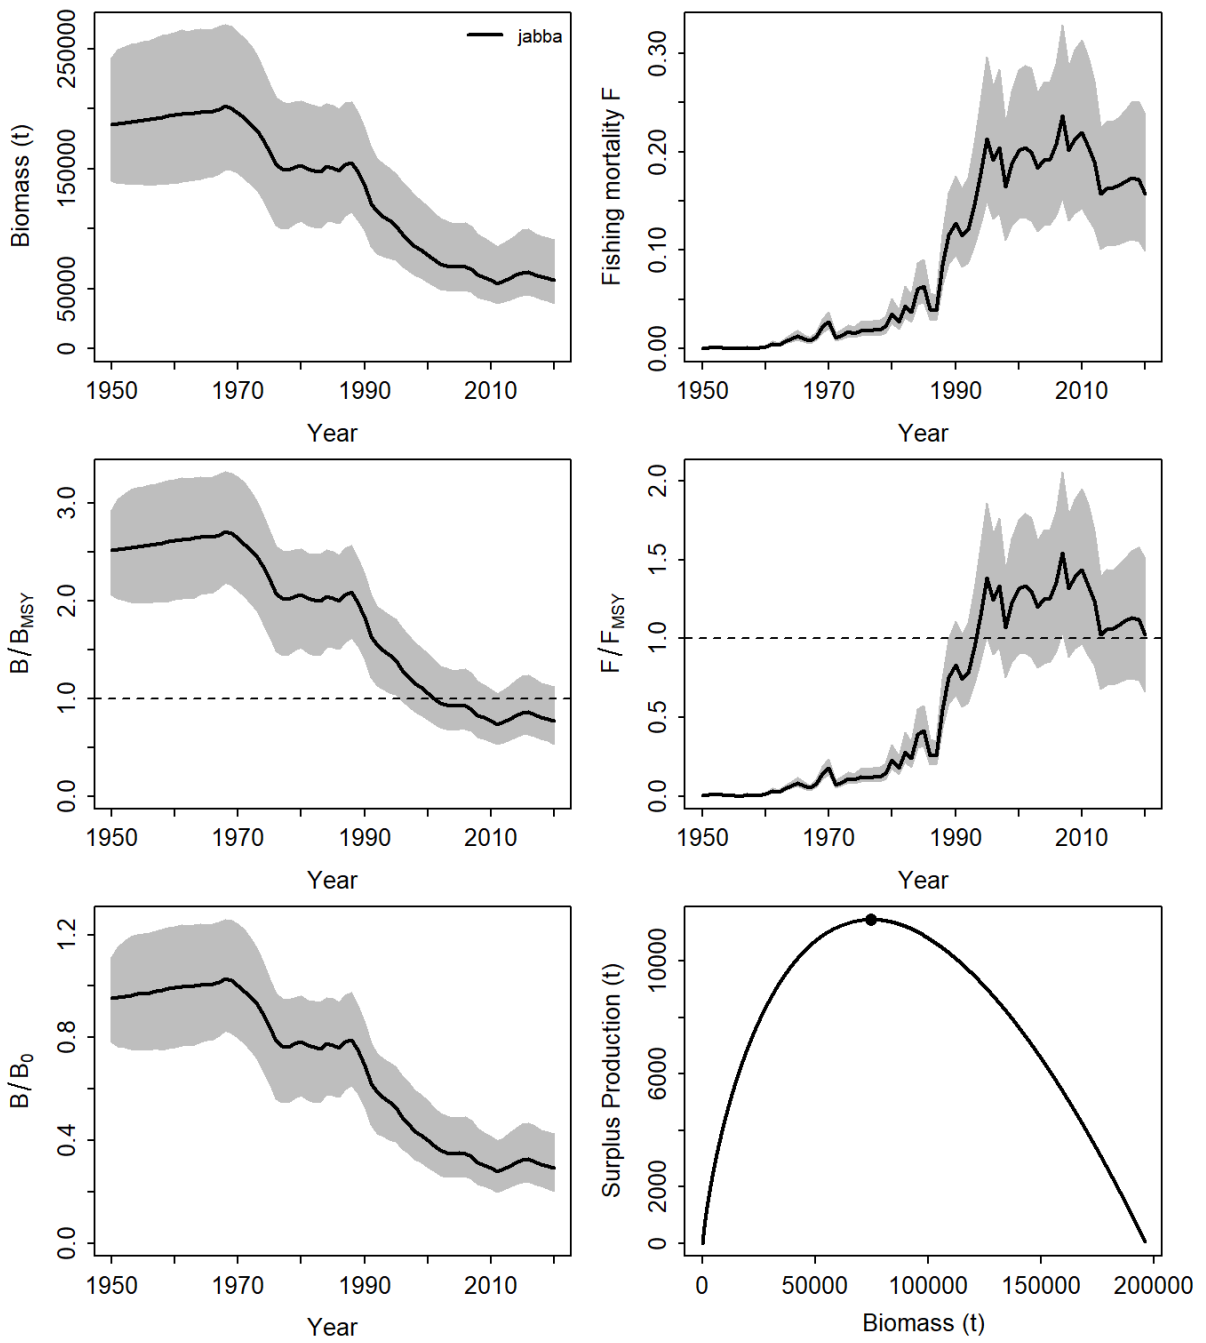 jabba
Biomass (t)
0 50000 150000 250000
1950 1970 1990 2010
Year
Fishing mortality F
0.00 0.10 0.20 0.30
1950 1970 1990 2010
Year
B / BMSY
0.0 1.0 2.0 3.0
1950 1970 1990 2010
Year
F / FMSY
0.0 0.5 1.0 1.5 2.0
1950 1970 1990 2010
Year
B / B0
0.0 0.4 0.8 1.2
1950 1970 1990 2010
Year
Surplus Production (t)
0 2000 6000 10000
0 50000 100000 150000 200000
Biomass (t)